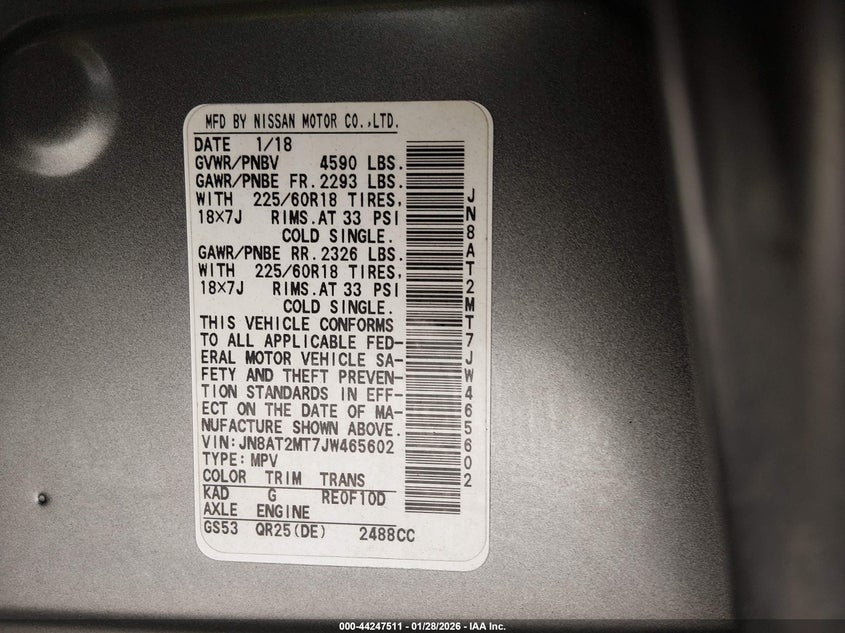 MFD BY NISSAN MOTOR CO.,LTD.
DATE 1/18
GVWR/PNBV 4590 LBS.
GAWR/PNBE FR.2293 LBS.
WITH 225/60R18 TIRES,
18×7J RIMS.AT 33 PSI
COLD SINGLE.
GAWR/PNBE RR.2326 LBS.
WITH 225/60R18 TIRES,
18×7J RIMS.AT 33 PSI
COLD SINGLE.
THIS VEHICLE CONFORMS
TO ALL APPLICABLE FED-
ERAL MOTOR VEHICLE SA-
FETY AND THEFT PREVEN-
TION STANDARDS IN EFF-
ECT ON THE DATE OF MA-
NUFACTURE SHOWN ABOVE.
VIN:JN8AT2MT7JW465602
TYPE:MPV
COLOR TRIM TRANS
KAD G RE0F10D
AXLE ENGINE
GS53 QR25(DE) 2488CC
JN8AT2MT7JW465602
000-44247511 - 01/28/2026 - IAA Inc.